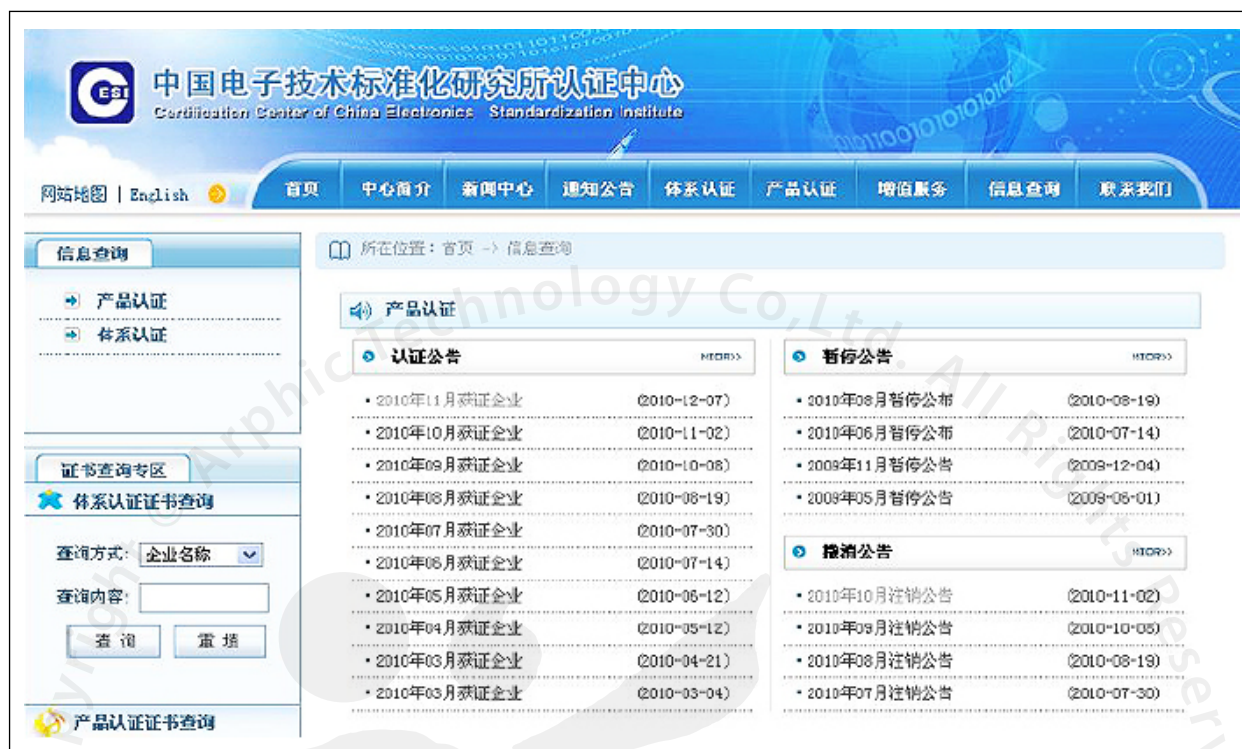 CESI 中国电子技术标准化研究所认证中心
Certification Center of China Electronics Standardization Institute
网站地图 | English
首页 中心简介 新闻中心 通知公告 体系认证 产品认证 增值服务 信息查询 联系我们
信息查询
产品认证
体系认证
证书查询专区
体系认证证书查询
查询方式: 企业名称
查询内容:
查询 重填
产品认证证书查询
所在位置: 首页 -> 信息查询
产品认证
认证公告
2010年11月获证企业 (2010-12-07)
2010年10月获证企业 (2010-11-02)
2010年09月获证企业 (2010-10-08)
2010年08月获证企业 (2010-08-19)
2010年07月获证企业 (2010-07-30)
2010年06月获证企业 (2010-07-14)
2010年05月获证企业 (2010-06-12)
2010年04月获证企业 (2010-05-12)
2010年03月获证企业 (2010-04-21)
2010年03月获证企业 (2010-03-04)
暂停公告
2010年08月暂停公布 (2010-08-19)
2010年06月暂停公布 (2010-07-14)
2009年11月暂停公告 (2009-12-04)
2009年05月暂停公告 (2009-06-01)
撤消公告
2010年10月注销公告 (2010-11-02)
2010年09月注销公告 (2010-10-08)
2010年08月注销公告 (2010-08-19)
2010年07月注销公告 (2010-07-30)
Arphic Technology Co.,Ltd. All Rights